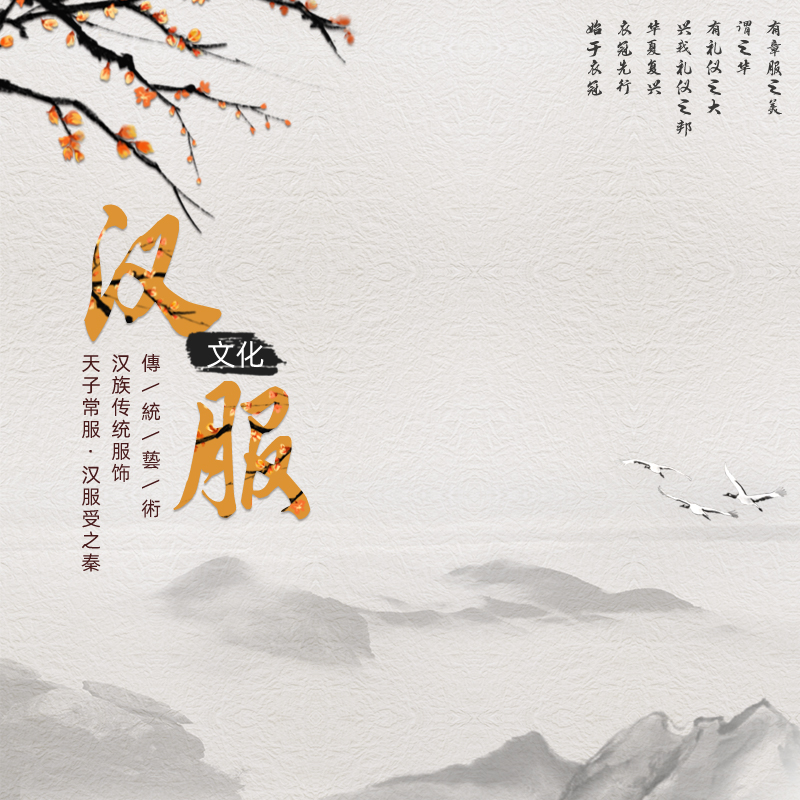 有章服之美
谓之华
有礼仪之大
兴我礼仪之邦
华夏复兴
衣冠先行
始于衣冠
汉
文化
服
傳/統/藝/術
汉族传统服饰
天子常服·汉服受之秦